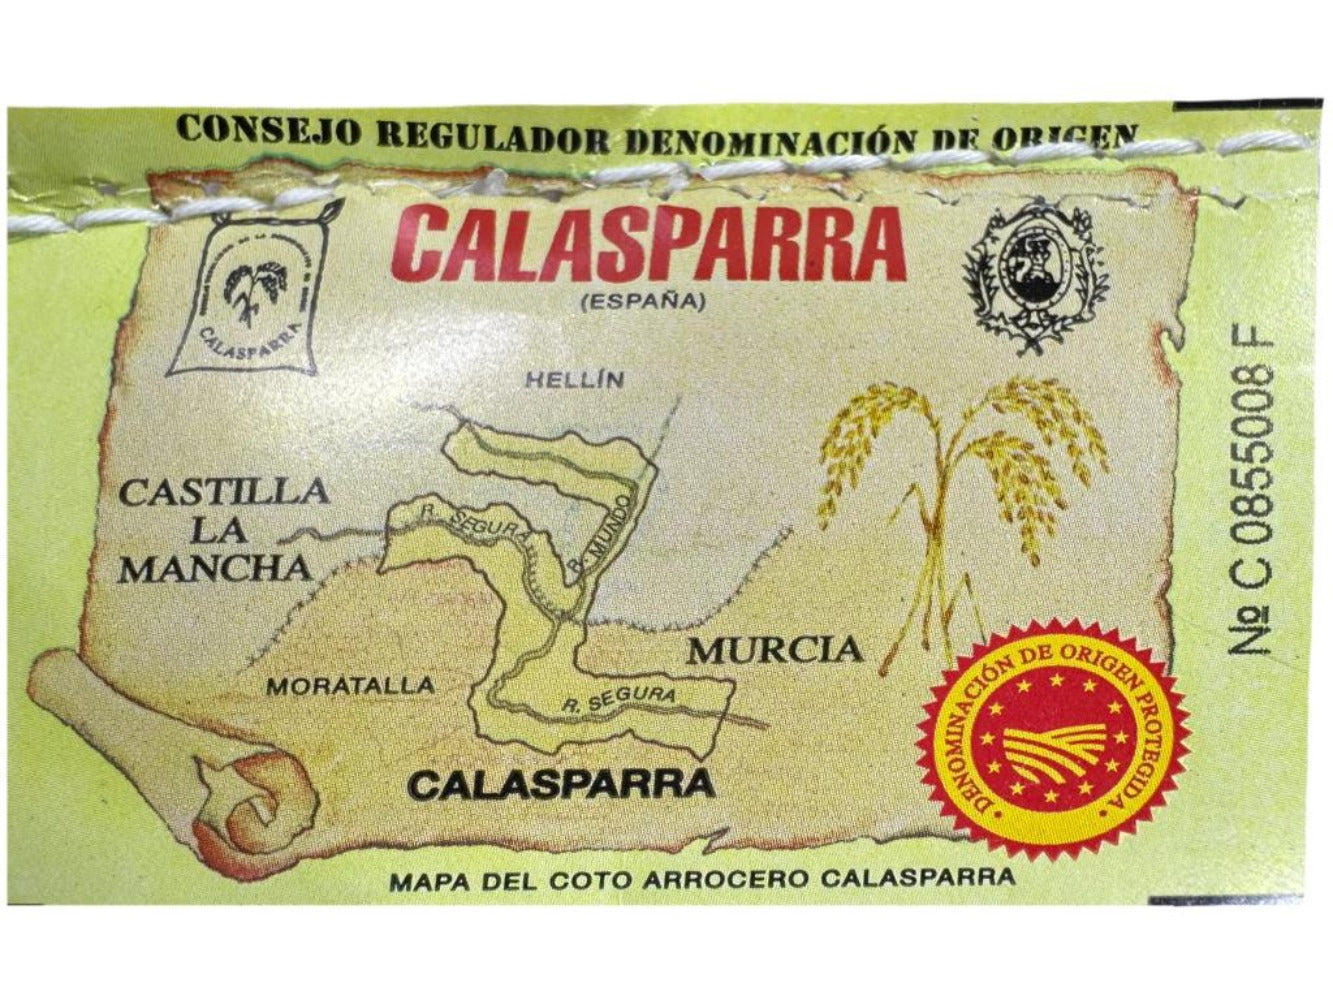 CONSEJO REGULADOR DENOMINACIÓN DE ORIGEN
CALASPARRA
(ESPAÑA)
CALASPARRA
HELLÍN
CASTILLA
LA
MANCHA
R. SEGURA
R. MUNDO
MURCIA
MORATALLA
R. SEGURA
CALASPARRA
DENOMINACIÓN DE ORIGEN PROTEGIDA
MAPA DEL COTO ARROCERO CALASPARRA
Nº C 0855008 F